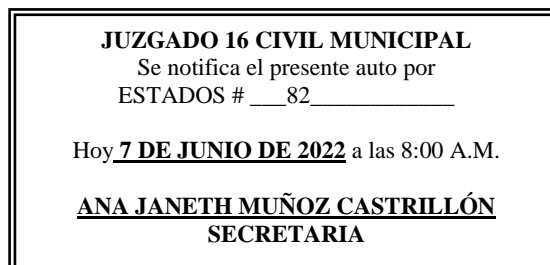 JUZGADO 16 CIVIL MUNICIPAL
Se notifica el presente auto por
ESTADOS # ___82____________
Hoy 7 DE JUNIO DE 2022 a las 8:00 A.M.
ANA JANETH MUÑOZ CASTRILLÓN
SECRETARIA